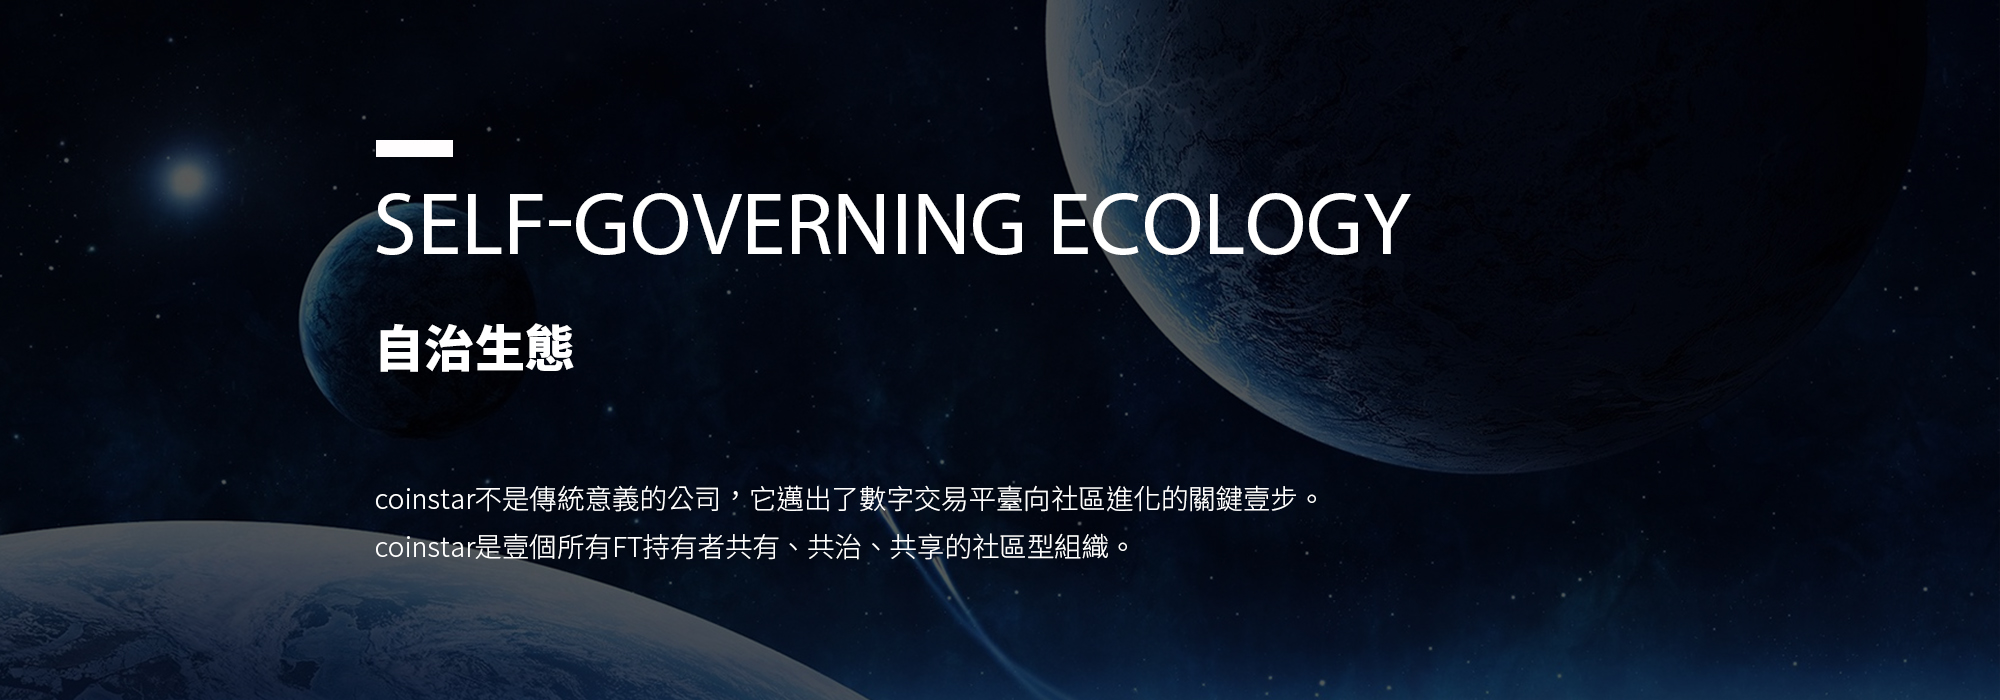 SELF-GOVERNING ECOLOGY
自治生態
coinstar不是傳統意義的公司，它邁出了數字交易平臺向社區進化的關鍵壹步。
coinstar是壹個所有FT持有者共有、共治、共享的社區型組織。